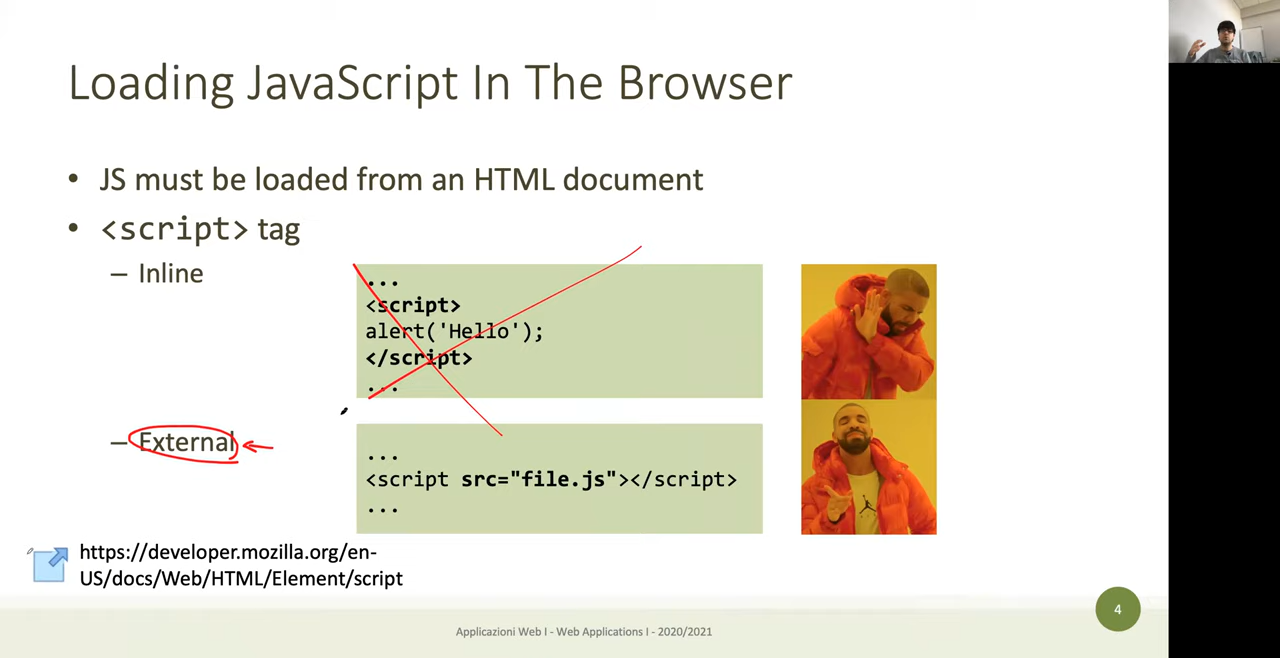 Loading JavaScript In The Browser
• JS must be loaded from an HTML document
• <script> tag
– Inline
...
<script>
alert('Hello');
</script>
...
– External
...
<script src="file.js"></script>
...
https://developer.mozilla.org/en-
US/docs/Web/HTML/Element/script
4
Applicazioni Web I - Web Applications I - 2020/2021